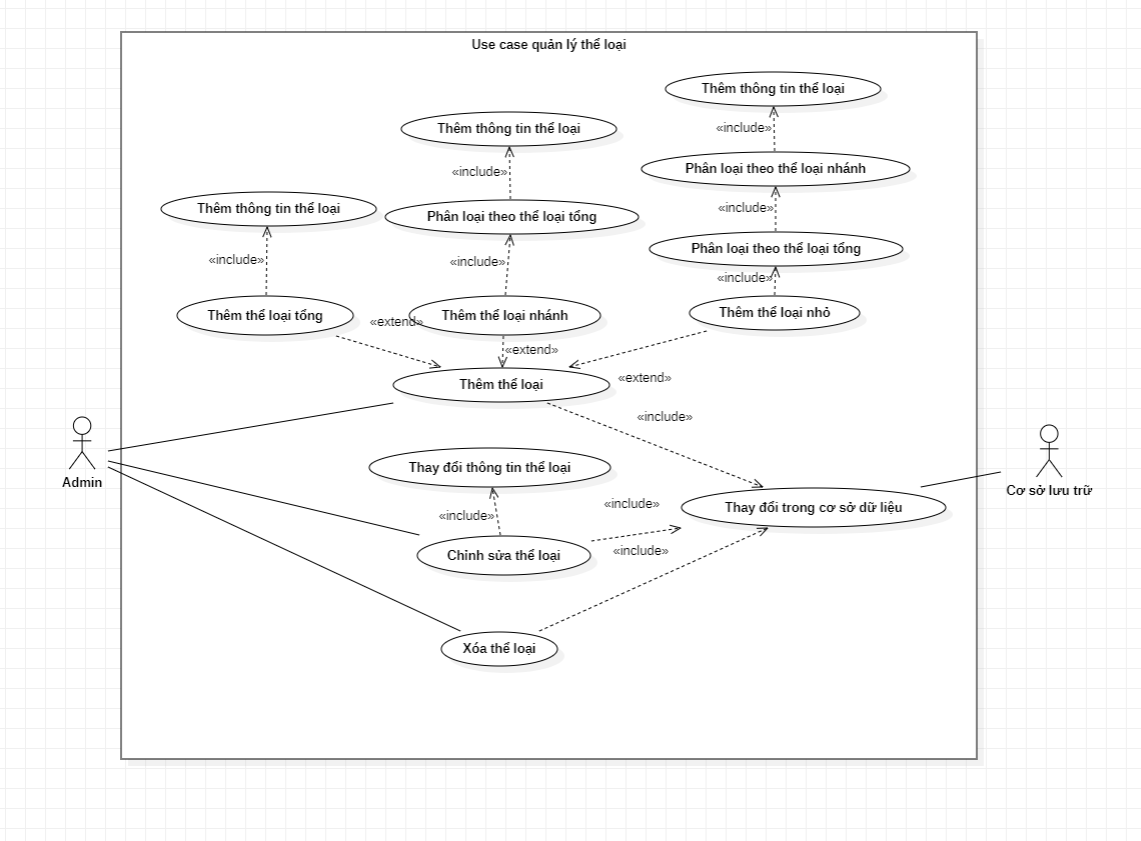 Use case quản lý thể loại
Thêm thông tin thể loại
Thêm thông tin thể loại
«include»
Phân loại theo thể loại nhánh
«include»
Thêm thông tin thể loại
«include»
Phân loại theo thể loại tổng
«include»
Phân loại theo thể loại tổng
«include»
«include»
Thêm thể loại tổng
Thêm thể loại nhánh
Thêm thể loại nhỏ
«extend»
«extend»
«extend»
Thêm thể loại
«include»
Thay đổi thông tin thể loại
Admin
Cơ sở lưu trữ
«include»
«include»
Thay đổi trong cơ sở dữ liệu
Chỉnh sửa thể loại
«include»
Xóa thể loại